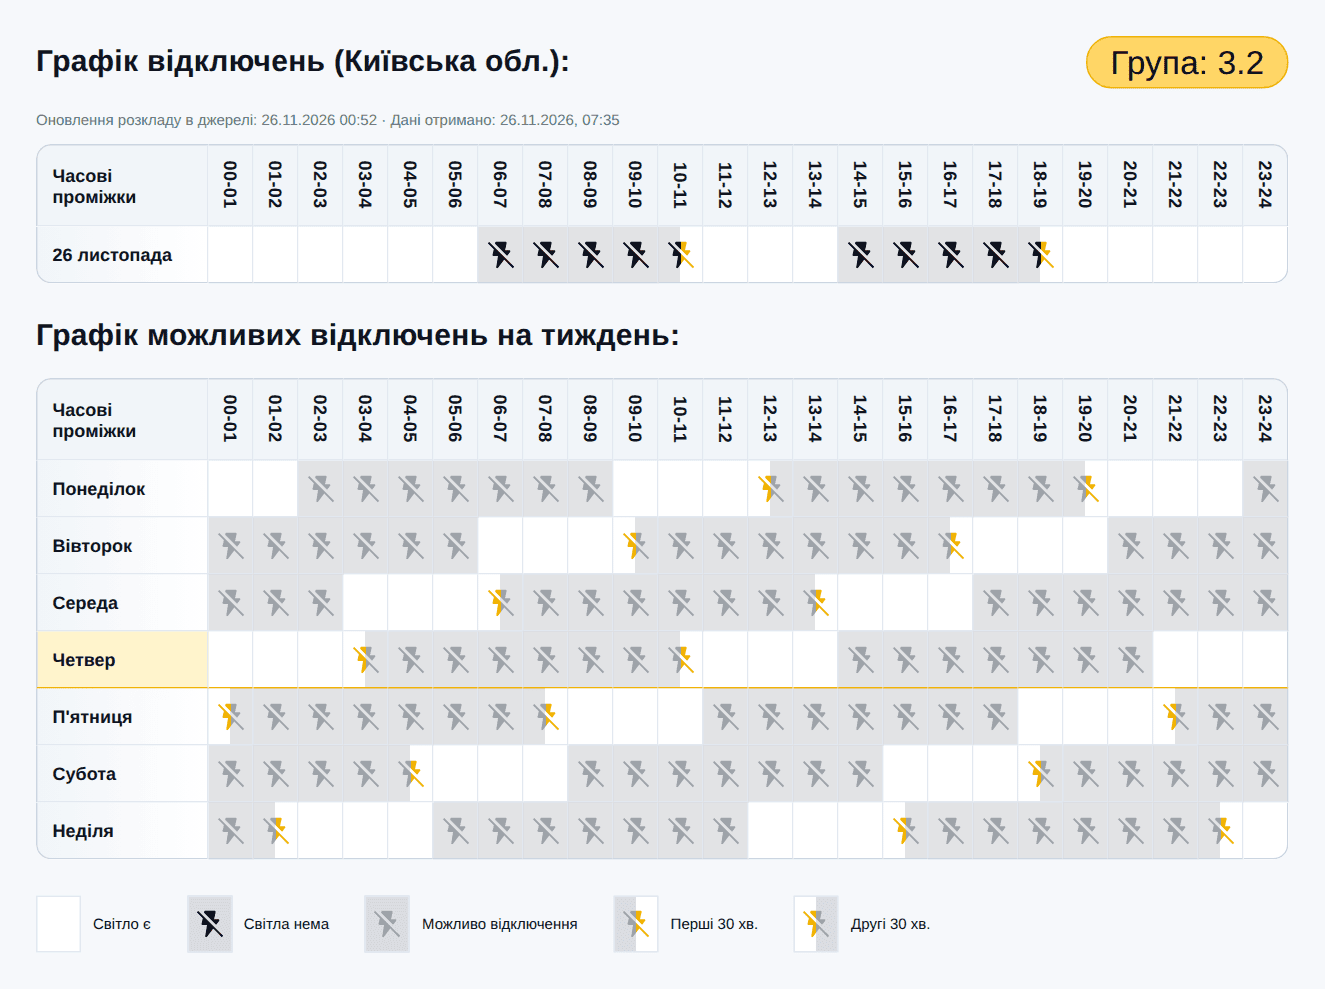 Графік відключень (Київська обл.):
Група: 3.2
Оновлення розкладу в джерелі: 26.11.2026 00:52 · Дані отримано: 26.11.2026, 07:35
Часові
проміжки
00-01 01-02 02-03 03-04 04-05 05-06 06-07 07-08 08-09 09-10 10-11 11-12 12-13 13-14 14-15 15-16 16-17 17-18 18-19 19-20 20-21 21-22 22-23 23-24
26 листопада
Графік можливих відключень на тиждень:
Часові
проміжки
00-01 01-02 02-03 03-04 04-05 05-06 06-07 07-08 08-09 09-10 10-11 11-12 12-13 13-14 14-15 15-16 16-17 17-18 18-19 19-20 20-21 21-22 22-23 23-24
Понеділок
Вівторок
Середа
Четвер
П'ятниця
Субота
Неділя
Світло є
Світла нема
Можливо відключення
Перші 30 хв.
Другі 30 хв.